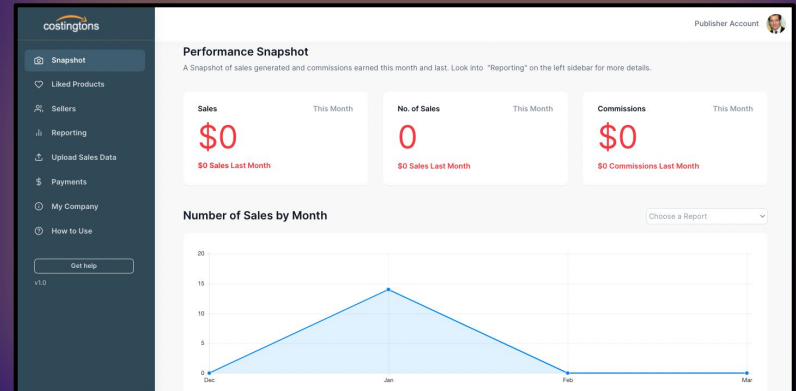 costingtons
Publisher Account
Snapshot
Liked Products
Sellers
Reporting
Upload Sales Data
Payments
My Company
How to Use
Get help
v1.0
Performance Snapshot
A Snapshot of sales generated and commissions earned this month and last. Look into "Reporting" on the left sidebar for more details.
Sales This Month
$0
$0 Sales Last Month
No. of Sales This Month
0
$0 Sales Last Month
Commissions This Month
$0
$0 Commissions Last Month
Number of Sales by Month
Choose a Report
20
15
10
5
0
Dec Jan Feb Mar